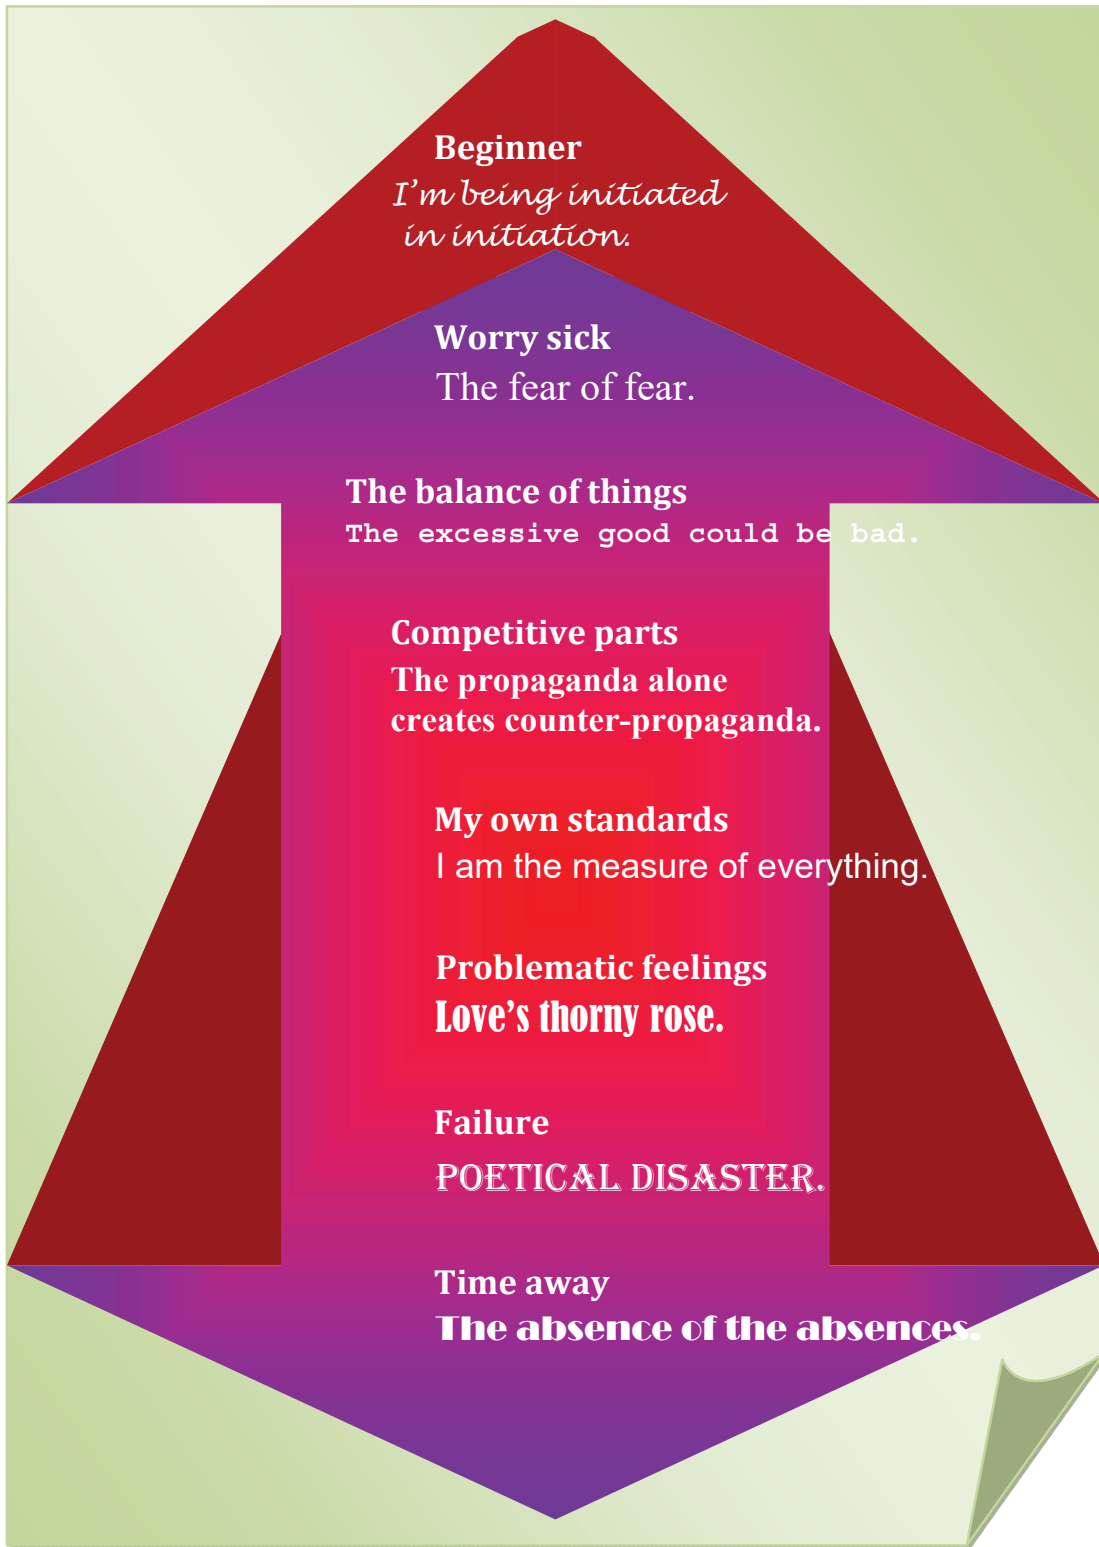 Beginner
I'm being initiated
in initiation.
Worry sick
The fear of fear.
The balance of things
The excessive good could be bad.
Competitive parts
The propaganda alone
creates counter-propaganda.
My own standards
I am the measure of everything.
Problematic feelings
Love's thorny rose.
Failure
POETICAL DISASTER.
Time away
The absence of the absences.